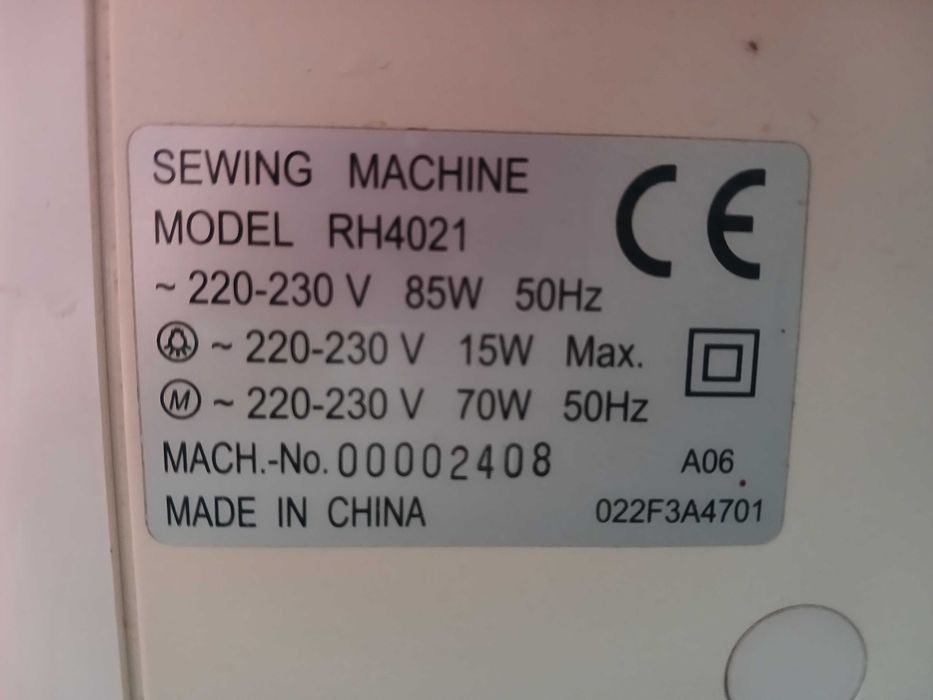 SEWING MACHINE
MODEL RH4021
~ 220-230 V 85W 50Hz
~ 220-230 V 15W Max.
M ~ 220-230 V 70W 50Hz
MACH.-No. 00002408
A06
MADE IN CHINA
022F3A4701
CE